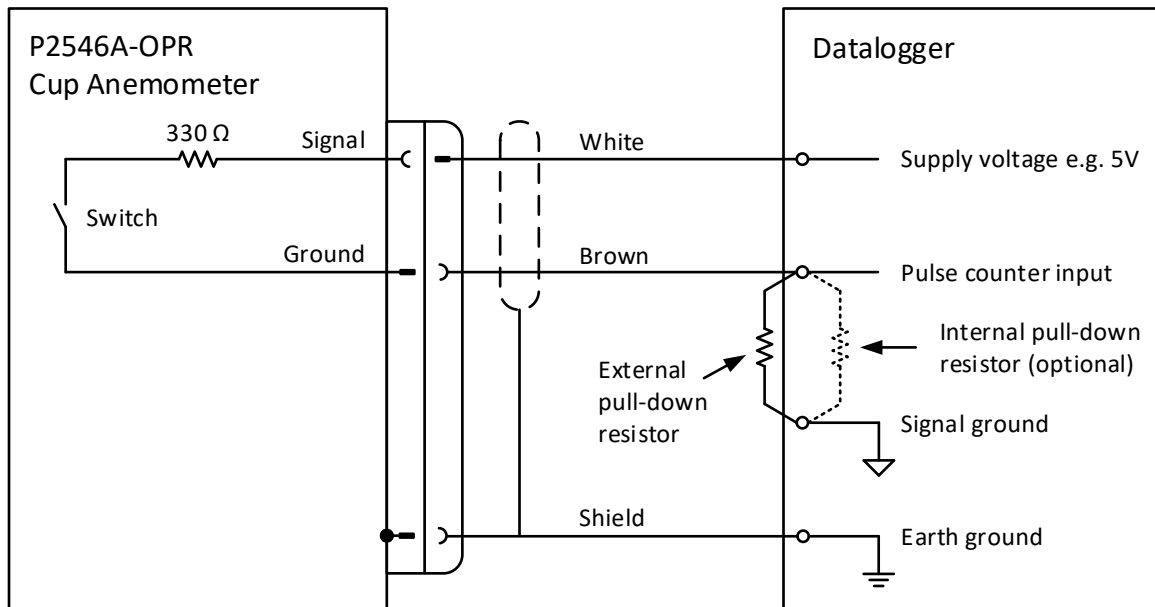 P2546A-OPR
Cup Anemometer
Datalogger
330 Ω
Signal
White
Supply voltage e.g. 5V
Switch
Ground
Brown
Pulse counter input
Internal pull-down
resistor (optional)
External
pull-down
resistor
Signal ground
Shield
Earth ground